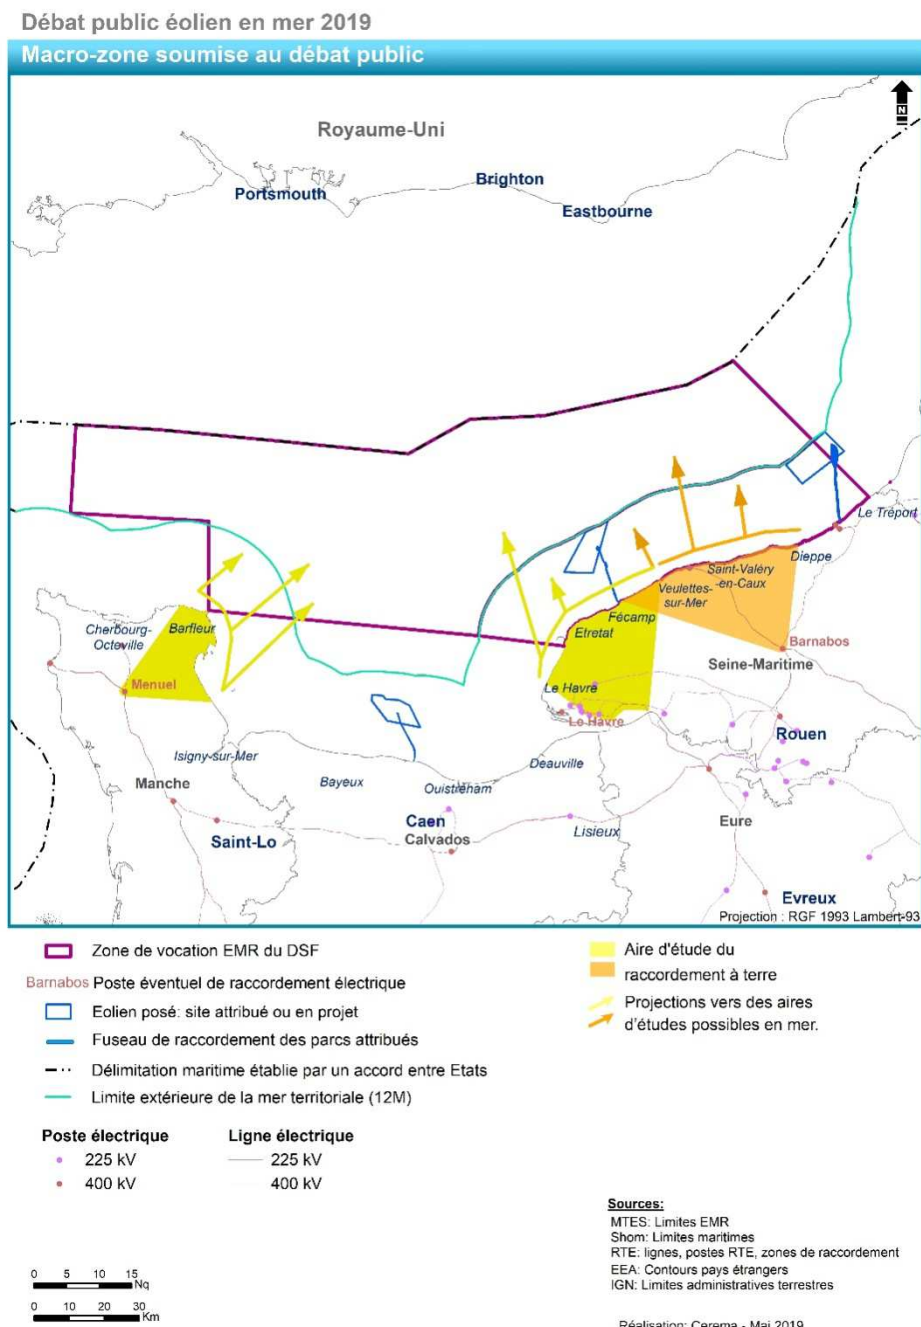 Débat public éolien en mer 2019
Macro-zone soumise au débat public
N
Royaume-Uni
Portsmouth
Brighton
Eastbourne
Le Tréport
Dieppe
Saint-Valéry
-en-Caux
Veulettes-
sur-Mer
Fécamp
Etretat
Cherbourg-
Octeville
Barfleur
Barnabos
Seine-Maritime
Menuel
Le Havre
Le Havre
Rouen
Isigny-sur-Mer
Deauville
Manche
Bayeux
Ouistreham
Caen
Calvados
Lisieux
Eure
Saint-Lo
Evreux
Projection : RGF 1993 Lambert-93
Zone de vocation EMR du DSF
Barnabos Poste éventuel de raccordement électrique
Eolien posé: site attribué ou en projet
Fuseau de raccordement des parcs attribués
Délimitation maritime établie par un accord entre Etats
Limite extérieure de la mer territoriale (12M)
Aire d'étude du
raccordement à terre
Projections vers des aires
d'études possibles en mer.
Poste électrique
225 kV
400 kV
Ligne électrique
225 kV
400 kV
Sources:
MTES: Limites EMR
Shom: Limites maritimes
RTE: lignes, postes RTE, zones de raccordement
EEA: Contours pays étrangers
IGN: Limites administratives terrestres
0 5 10 15
Nq
0 10 20 30
Km
Réalisation: Cerema - Mai 2019